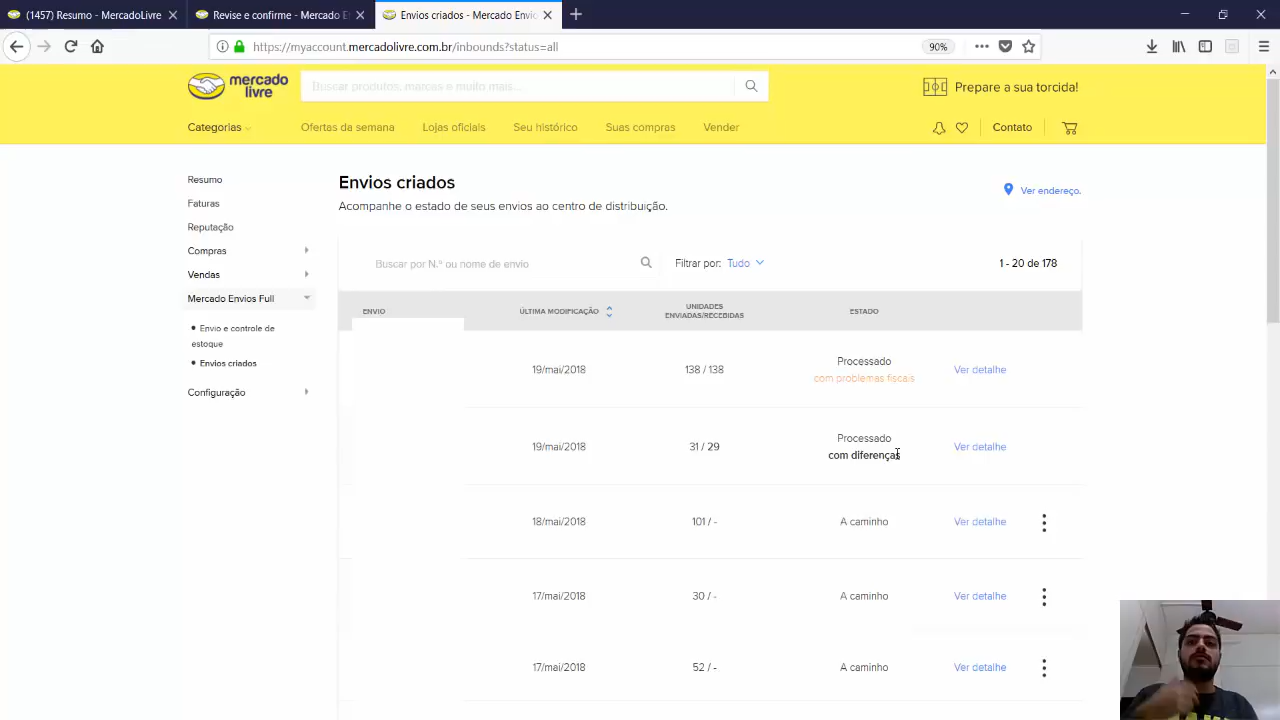 (1457) Resumo - MercadoLivre
Revise e confirme - Mercado E
Envios criados - Mercado Envi
https://myaccount.mercadolivre.com.br/inbounds?status=all
90%
mercado
livre
Buscar produtos, marcas e muito mais...
Prepare a sua torcida!
Categorias
Ofertas da semana
Lojas oficiais
Seu histórico
Suas compras
Vender
Contato
Resumo
Faturas
Reputação
Compras
Vendas
Mercado Envios Full
Envio e controle de
estoque
Envios criados
Configuração
Envios criados
Ver endereço.
Acompanhe o estado de seus envios ao centro de distribuição.
Buscar por N.º ou nome de envio
Filtrar por: Tudo
1 - 20 de 178
ENVIO
ÚLTIMA MODIFICAÇÃO
UNIDADES
ENVIADAS/RECEBIDAS
ESTADO
19/mai/2018
138 / 138
Processado
com problemas fiscais
Ver detalhe
19/mai/2018
31 / 29
Processado
com diferenças
Ver detalhe
18/mai/2018
101 / -
A caminho
Ver detalhe
17/mai/2018
30 / -
A caminho
Ver detalhe
17/mai/2018
52 / -
A caminho
Ver detalhe